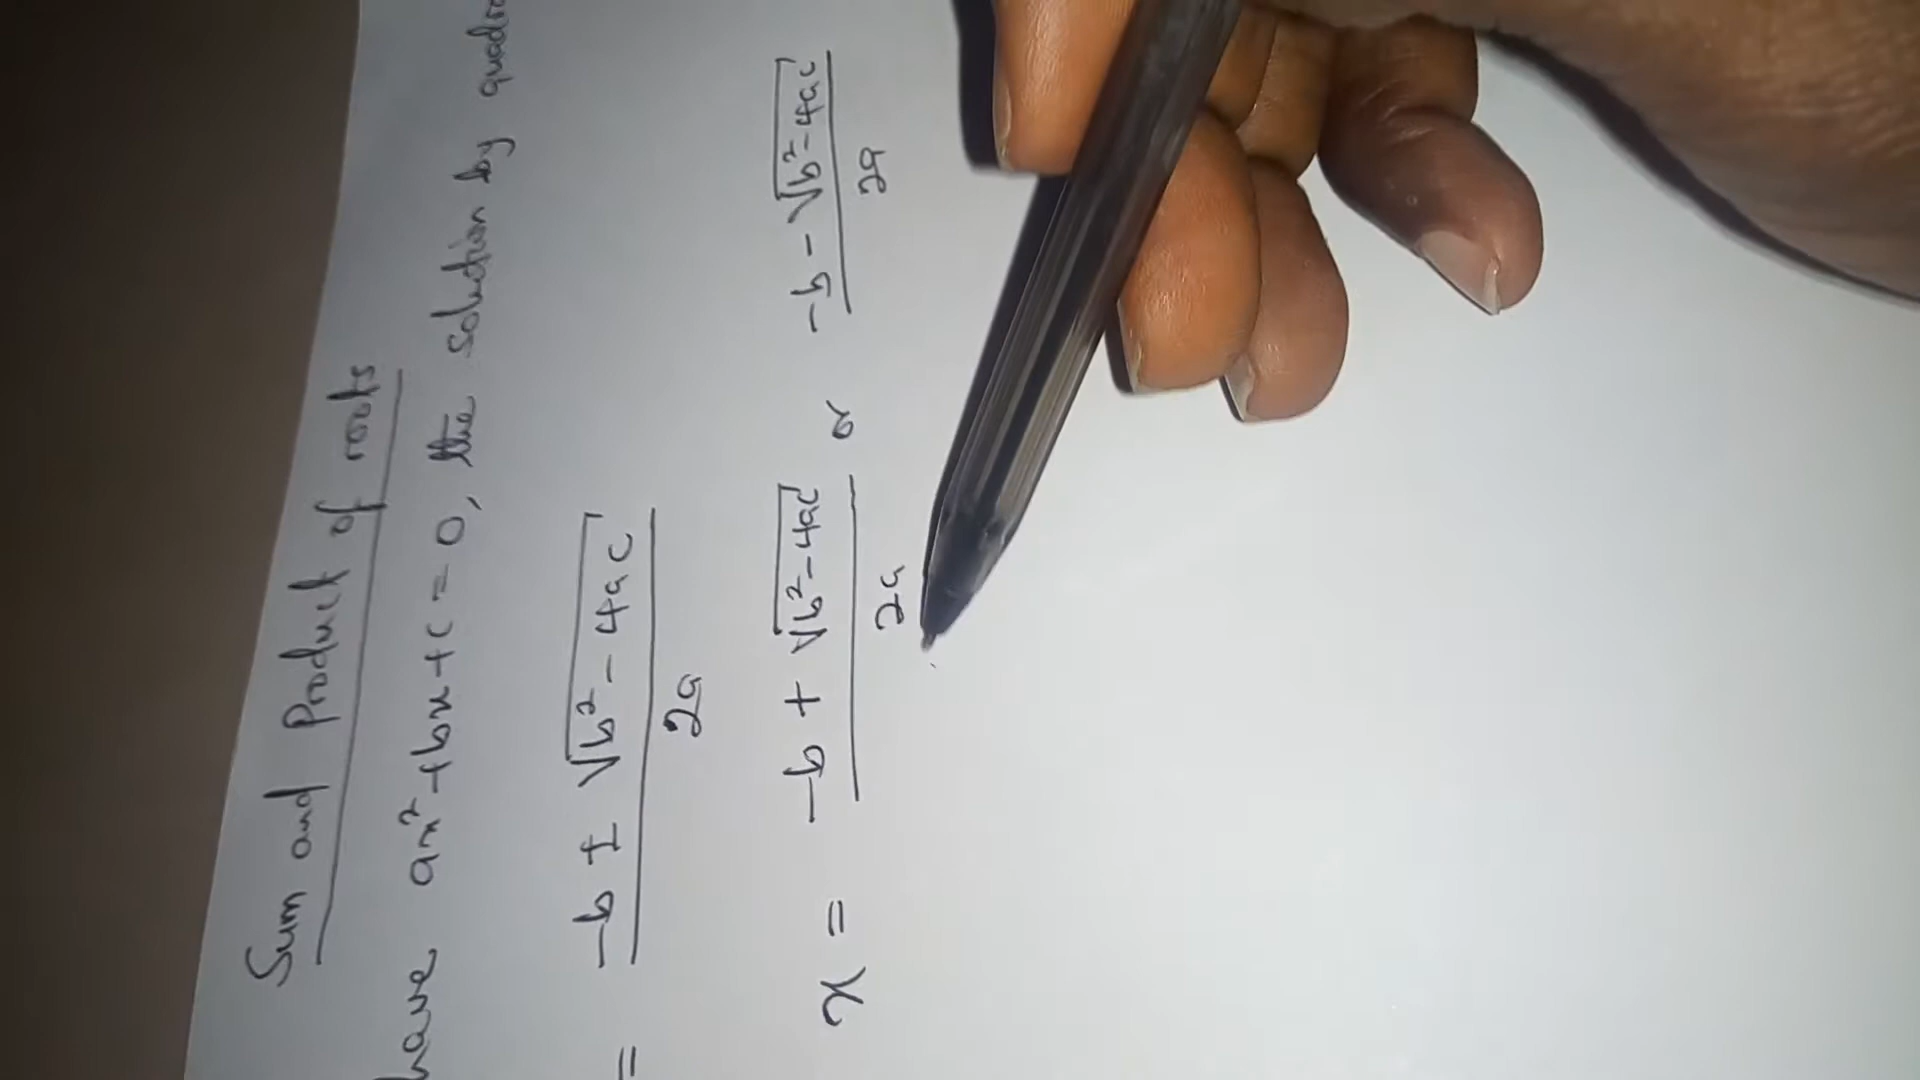 Sum and Product of roots
have ax²+bx+c=0, the solution by
= -b ± √b²-4ac / 2a
x = -b + √b²-4ac / 2a or -b - √b²-4ac / 2a